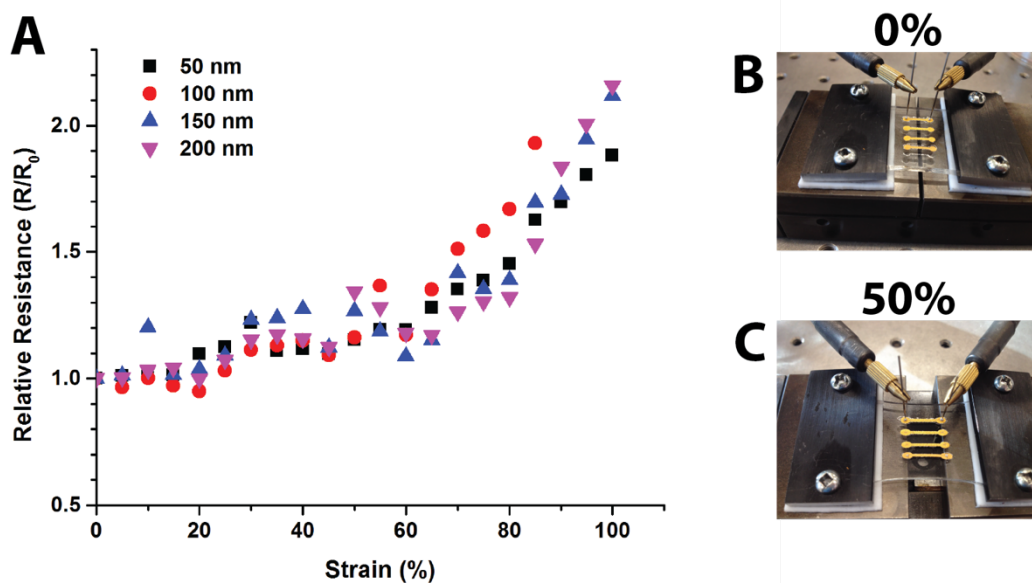 A
Relative Resistance (R/R₀)
2.0
1.5
1.0
0.5
50 nm
100 nm
150 nm
200 nm
0
20
40
60
80
100
Strain (%)
0%
B
50%
C